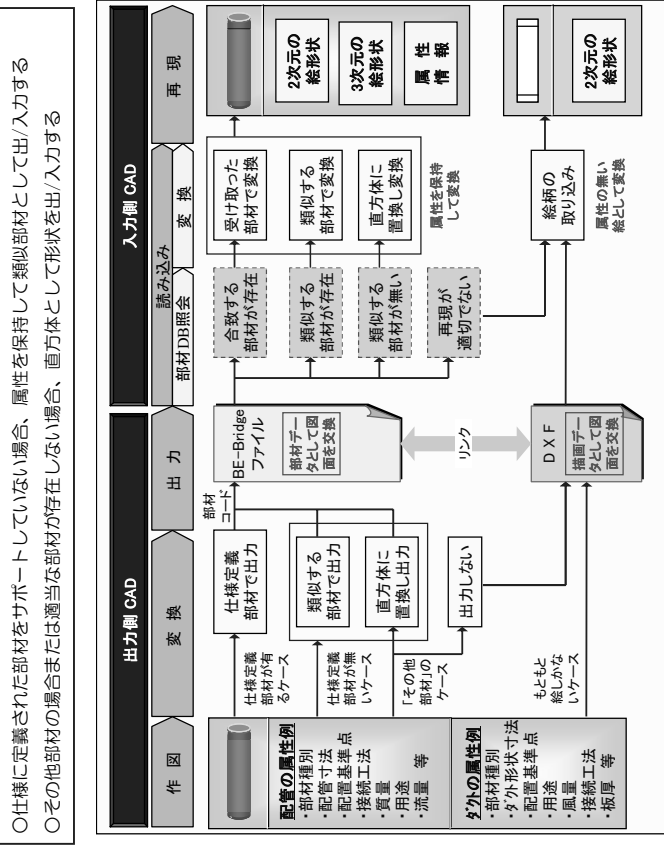 ○仕様に定義された部材をサポートしていない場合、属性を保持して類似部材として出/入力する
○その他部材の場合または適当な部材が存在しない場合、直方体として形状を出/入力する
出力側 CAD
入力側 CAD
作 図
変 換
出 力
読み込み
部材DB照会
変 換
再 現
配管の属性例
・部材種別
・配管寸法
・配置基準点
・接続工法
・質量
・用途
・流量 等
ダクトの属性例
・部材種別
・ダクト形状寸法
・配置基準点
・用途
・風量
・接続工法
・板厚 等
仕様定義
部材が有
るケース
仕様定義
部材が無
いケース
「その他
部材」の
ケース
もともと
絵しかな
いケース
仕様定義
部材で出力
類似する
部材で出力
直方体に
置換し出力
出力しない
部材
コード
BE-Bridge
ファイル
部材デー
タとして図
面を交換
リンク
DXF
描画デー
タとして図
面を交換
合致する
部材が存在
類似する
部材が存在
類似する
部材が無い
再現が
適切でない
受け取った
部材で変換
類似する
部材で変換
直方体に
置換し変換
属性を保持
して変換
絵柄の
取り込み
属性の無い
絵として変換
2次元の
絵形状
3次元の
絵形状
属 性
情 報
2次元の
絵形状